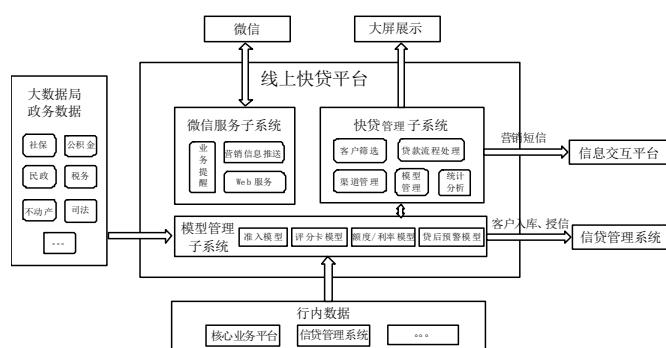 微信
大屏展示
线上快贷平台
大数据局
政务数据
社保
公积金
民政
税务
不动产
司法
...
微信服务子系统
业务提醒
营销信息推送
Web 服务
快贷管理子系统
客户筛选
贷款流程处理
渠道管理
模型
管理
统计
分析
营销短信
信息交互平台
模型管理
子系统
准入模型
评分卡模型
额度/利率模型
贷后预警模型
客户入库、授信
信贷管理系统
行内数据
核心业务平台
信贷管理系统
。。。